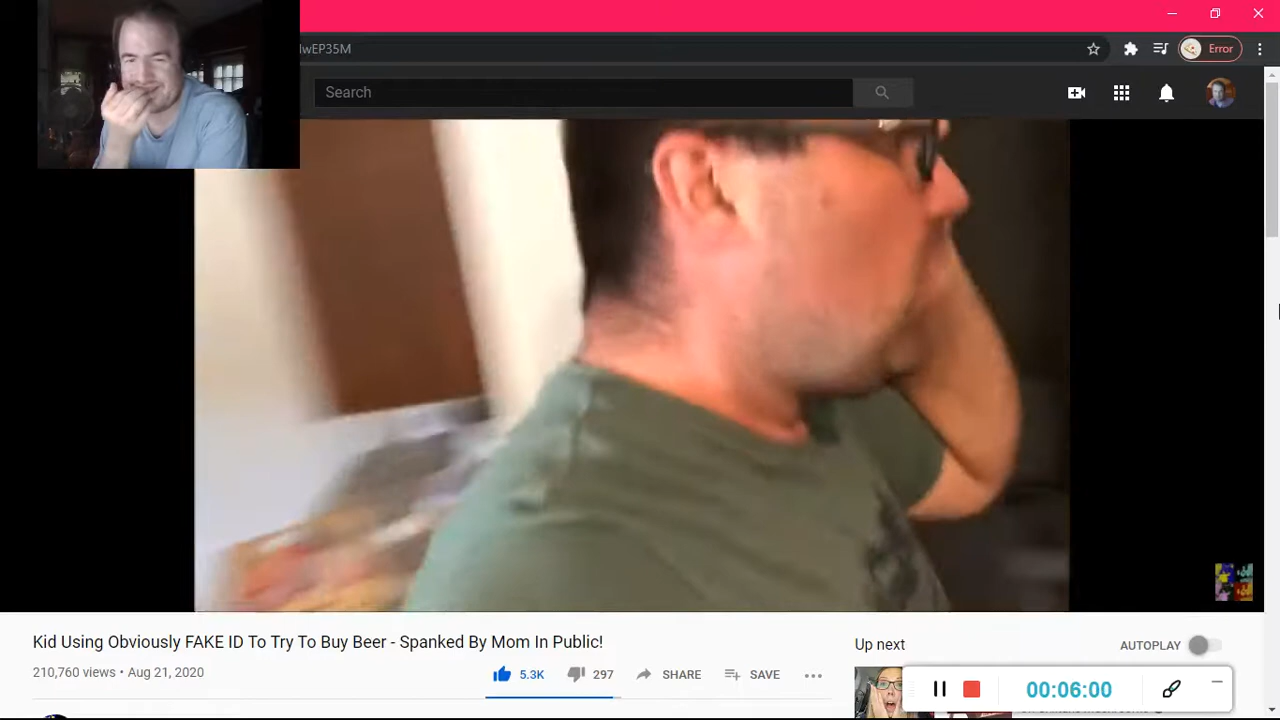 lwEP35M
Error
Search
Kid Using Obviously FAKE ID To Try To Buy Beer - Spanked By Mom In Public!
210,760 views • Aug 21, 2020
5.3K
297
SHARE
SAVE
Up next
AUTOPLAY
00:06:00